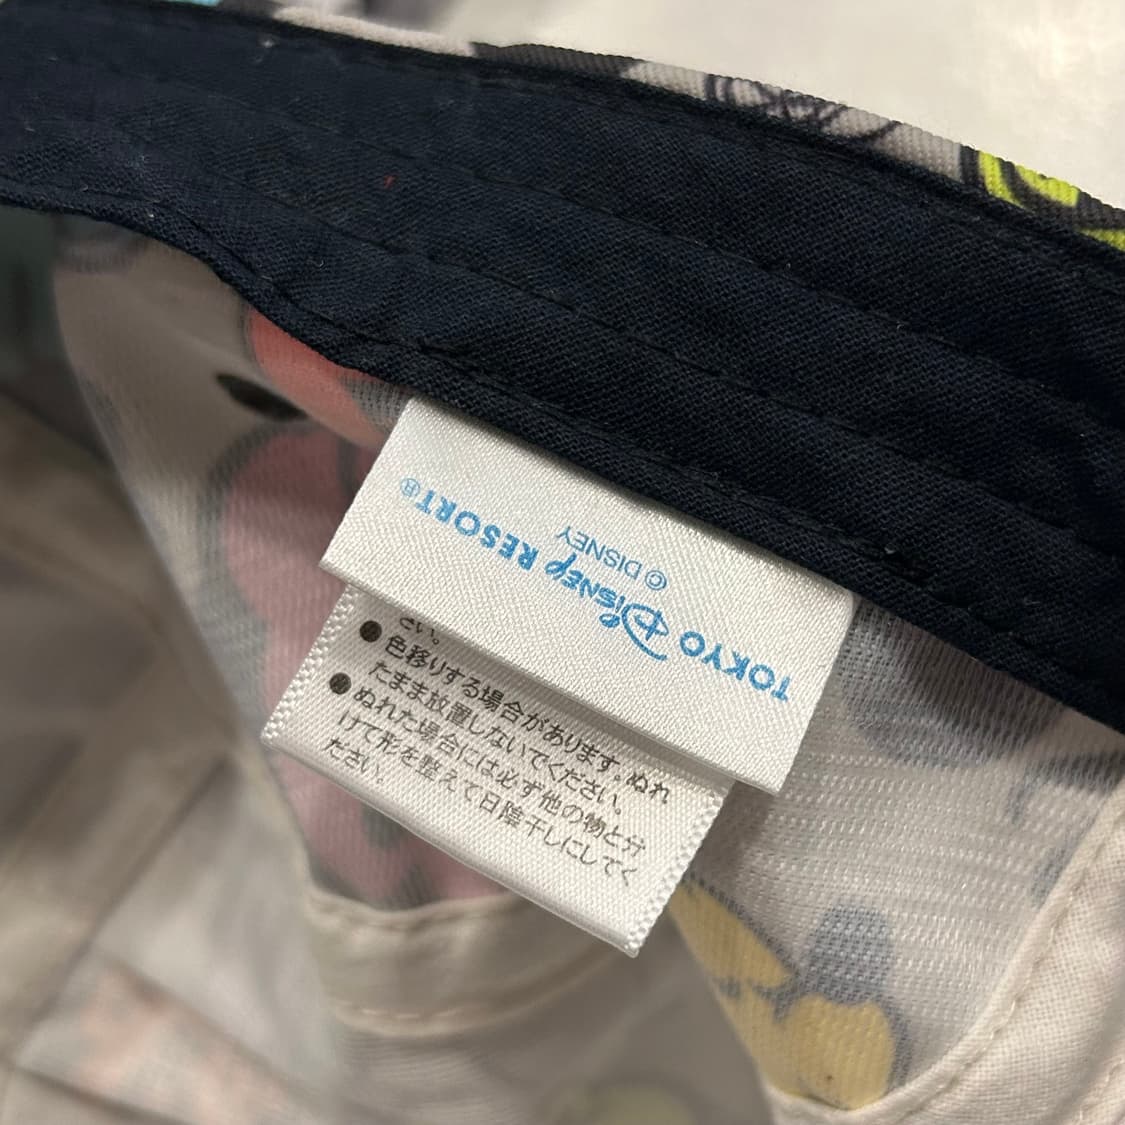 TOKYO Disney RESORT®
© DISNEY
さい。
●色移りする場合があります。ぬれ
たまま放置しないでください。
●ぬれた場合には必ず他の物と分
けて形を整えて日陰干しにしてく
ださい。